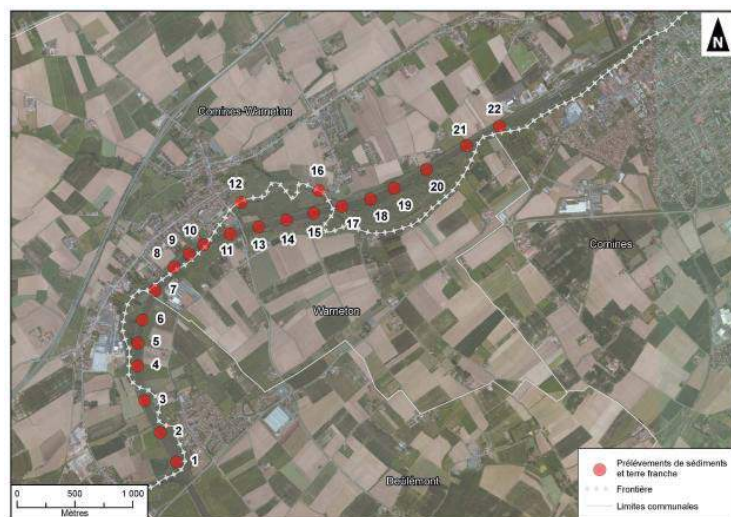 N
Comines-Warneton
22
21
16
20
12
19
18
17
10
15
14
9
13
11
8
Comines
7
Warneton
6
5
4
3
2
1
Deûlémont
Prélèvements de sédiments
et terre franche
Frontière
Limites communales
0 500 1 000
Mètres